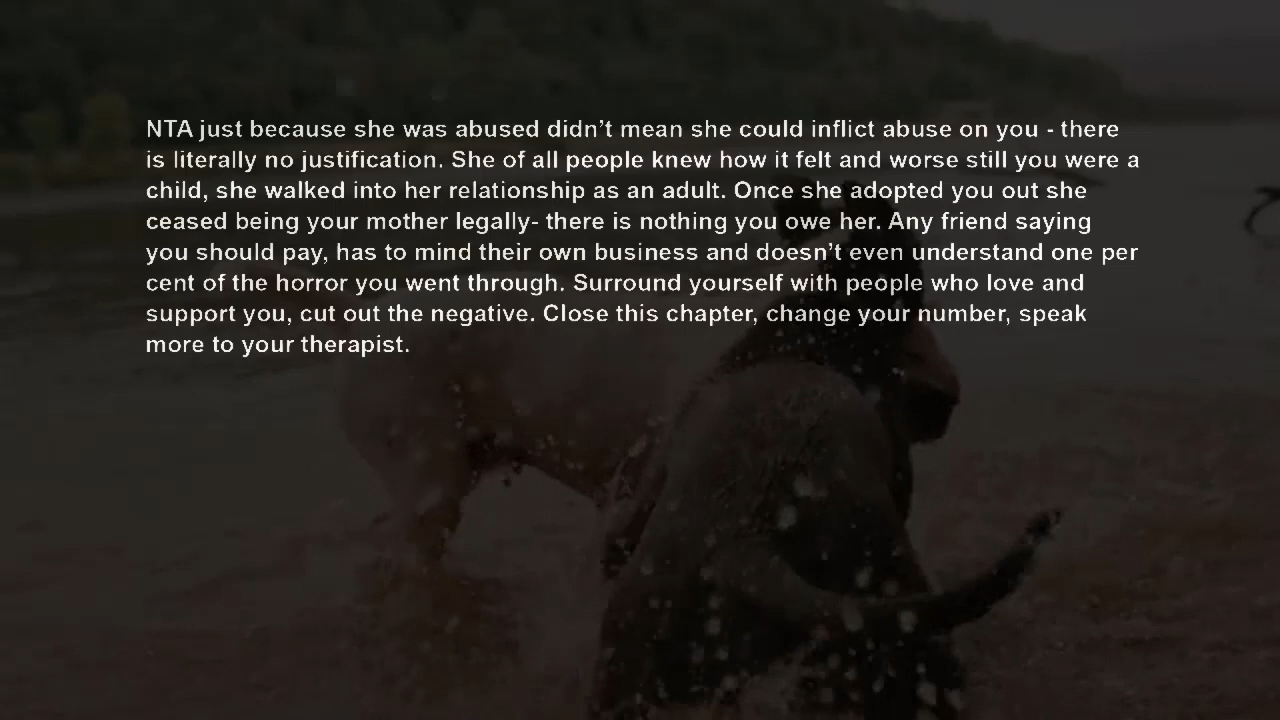 NTA just because she was abused didn’t mean she could inflict abuse on you - there
is literally no justification. She of all people knew how it felt and worse still you were a
child, she walked into her relationship as an adult. Once she adopted you out she
ceased being your mother legally- there is nothing you owe her. Any friend saying
you should pay, has to mind their own business and doesn’t even understand one per
cent of the horror you went through. Surround yourself with people who love and
support you, cut out the negative. Close this chapter, change your number, speak
more to your therapist.